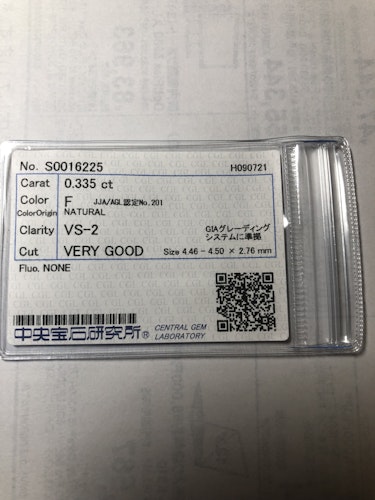 No. S0016225 H090721
Carat 0.335 ct
Color F JJA/AGL認定No.201
ColorOrigin NATURAL
Clarity VS-2 GIAグレーディング
システムに準拠
Cut VERY GOOD Size 4.46 - 4.50 × 2.76 mm
Fluo. NONE
中央宝石研究所® CENTRAL GEM
LABORATORY